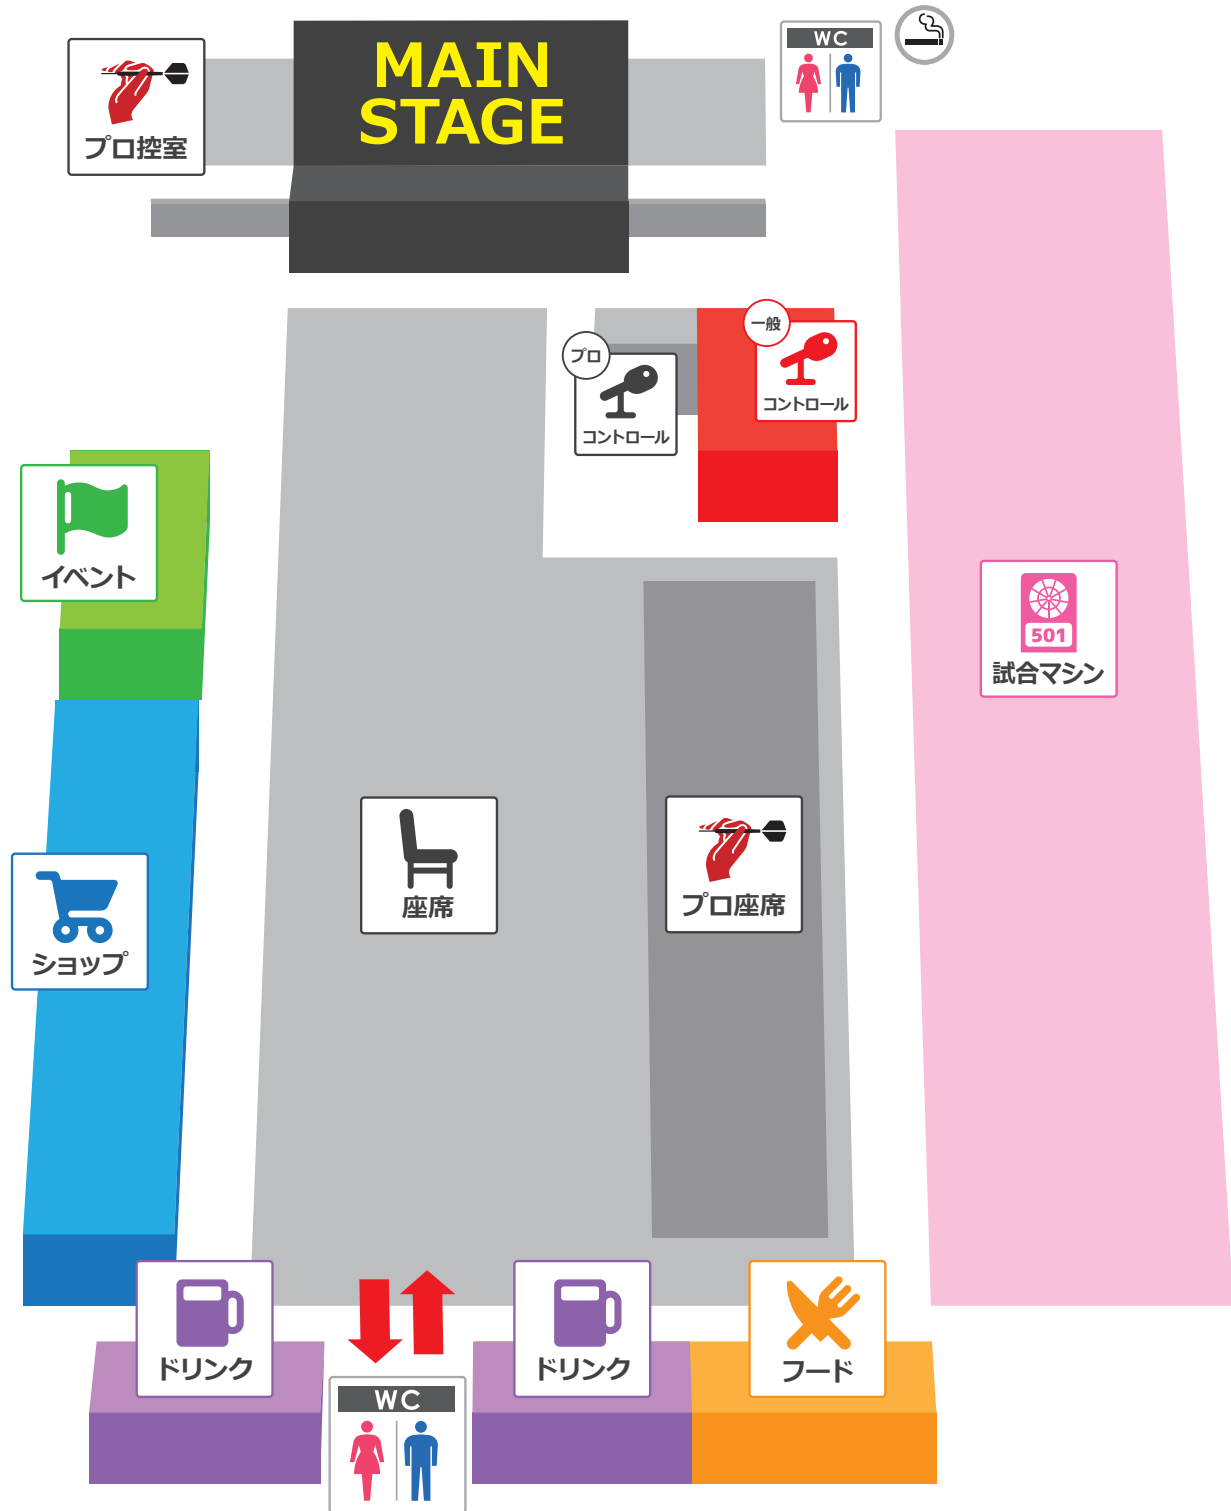 MAIN
STAGE
WC
プロ控室
一般
プロ
コントロール
コントロール
イベント
501
試合マシン
座席
プロ座席
ショップ
ドリンク
ドリンク
フード
WC